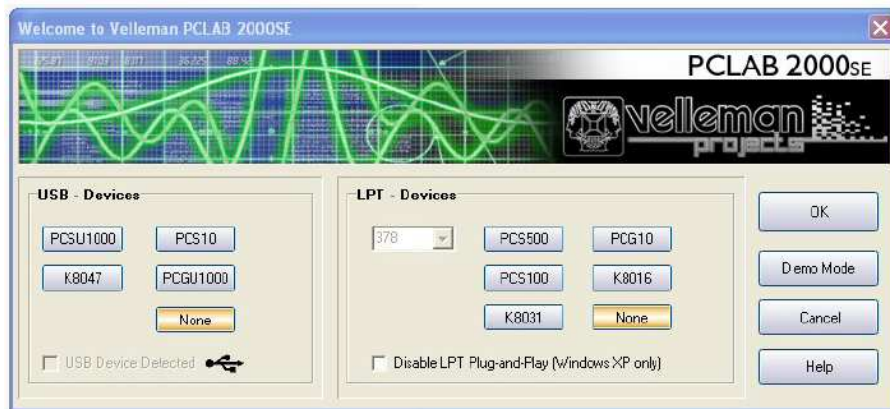 Welcome to Velleman PCLAB 2000SE
PCLAB 2000SE
velleman
projects
USB - Devices
PCSU1000
PCS10
K8047
PCGU1000
None
USB Device Detected
LPT - Devices
378
PCS500
PCG10
PCS100
K8016
K8031
None
Disable LPT Plug-and-Play (Windows XP only)
OK
Demo Mode
Cancel
Help